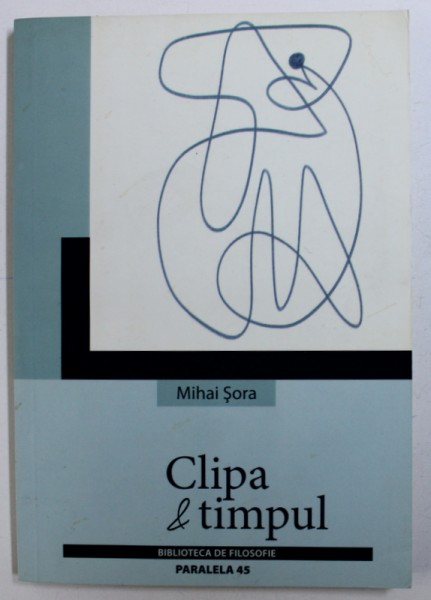 Mihai Şora
Clipa
& timpul
BIBLIOTECA DE FILOSOFIE
PARALELA 45